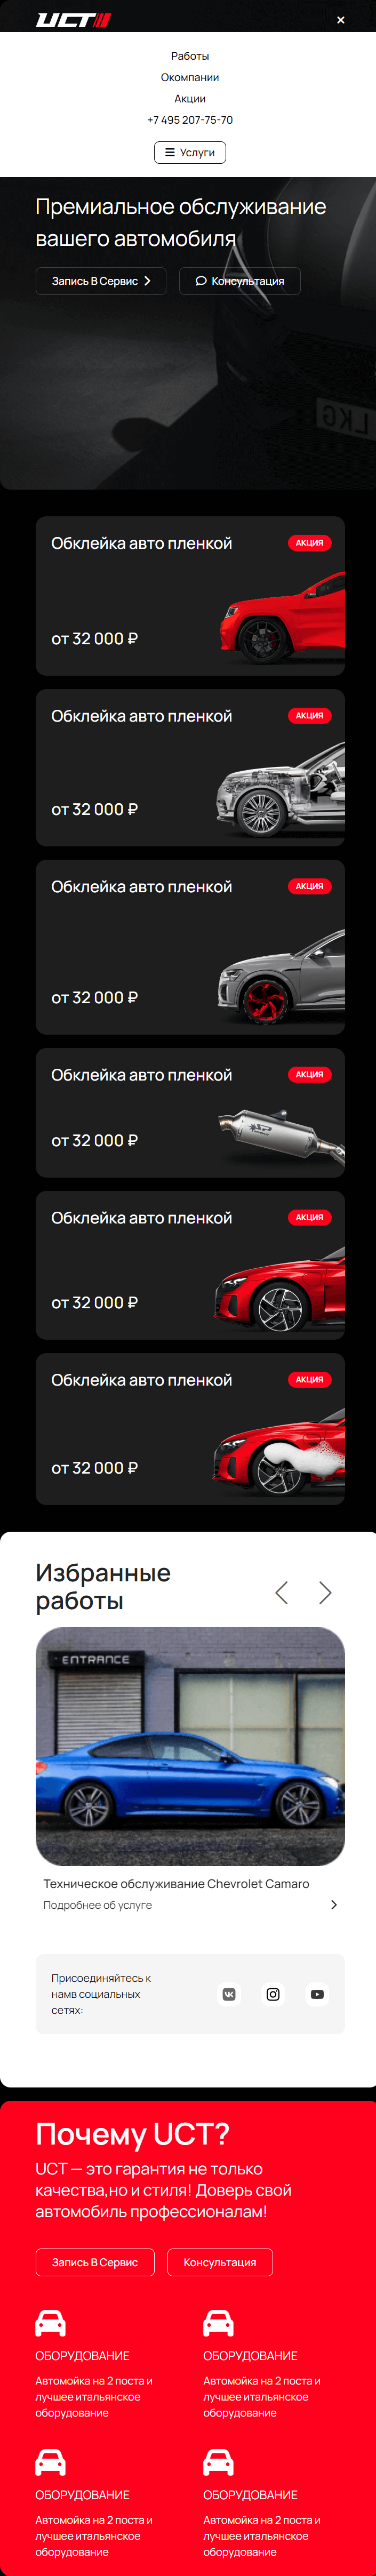 UCT
×
Работы
Окомпании
Акции
+7 495 207-75-70
Услуги
Премиальное обслуживание
вашего автомобиля
Запись В Сервис
Консультация
LKG
Обклейка авто пленкой
АКЦИЯ
от 32 000 ₽
Обклейка авто пленкой
АКЦИЯ
от 32 000 ₽
Обклейка авто пленкой
АКЦИЯ
от 32 000 ₽
Обклейка авто пленкой
АКЦИЯ
от 32 000 ₽
Обклейка авто пленкой
АКЦИЯ
от 32 000 ₽
Обклейка авто пленкой
АКЦИЯ
от 32 000 ₽
Избранные
работы
ENTRANCE
Техническое обслуживание Chevrolet Camaro
Подробнее об услуге
Присоединяйтесь к
намв социальных
сетях:
Почему UCT?
UCT — это гарантия не только
качества,но и стиля! Доверь свой
автомобиль профессионалам!
Запись В Сервис
Консультация
ОБОРУДОВАНИЕ
Автомойка на 2 поста и
лучшее итальянское
оборудование
ОБОРУДОВАНИЕ
Автомойка на 2 поста и
лучшее итальянское
оборудование
ОБОРУДОВАНИЕ
Автомойка на 2 поста и
лучшее итальянское
оборудование
ОБОРУДОВАНИЕ
Автомойка на 2 поста и
лучшее итальянское
оборудование